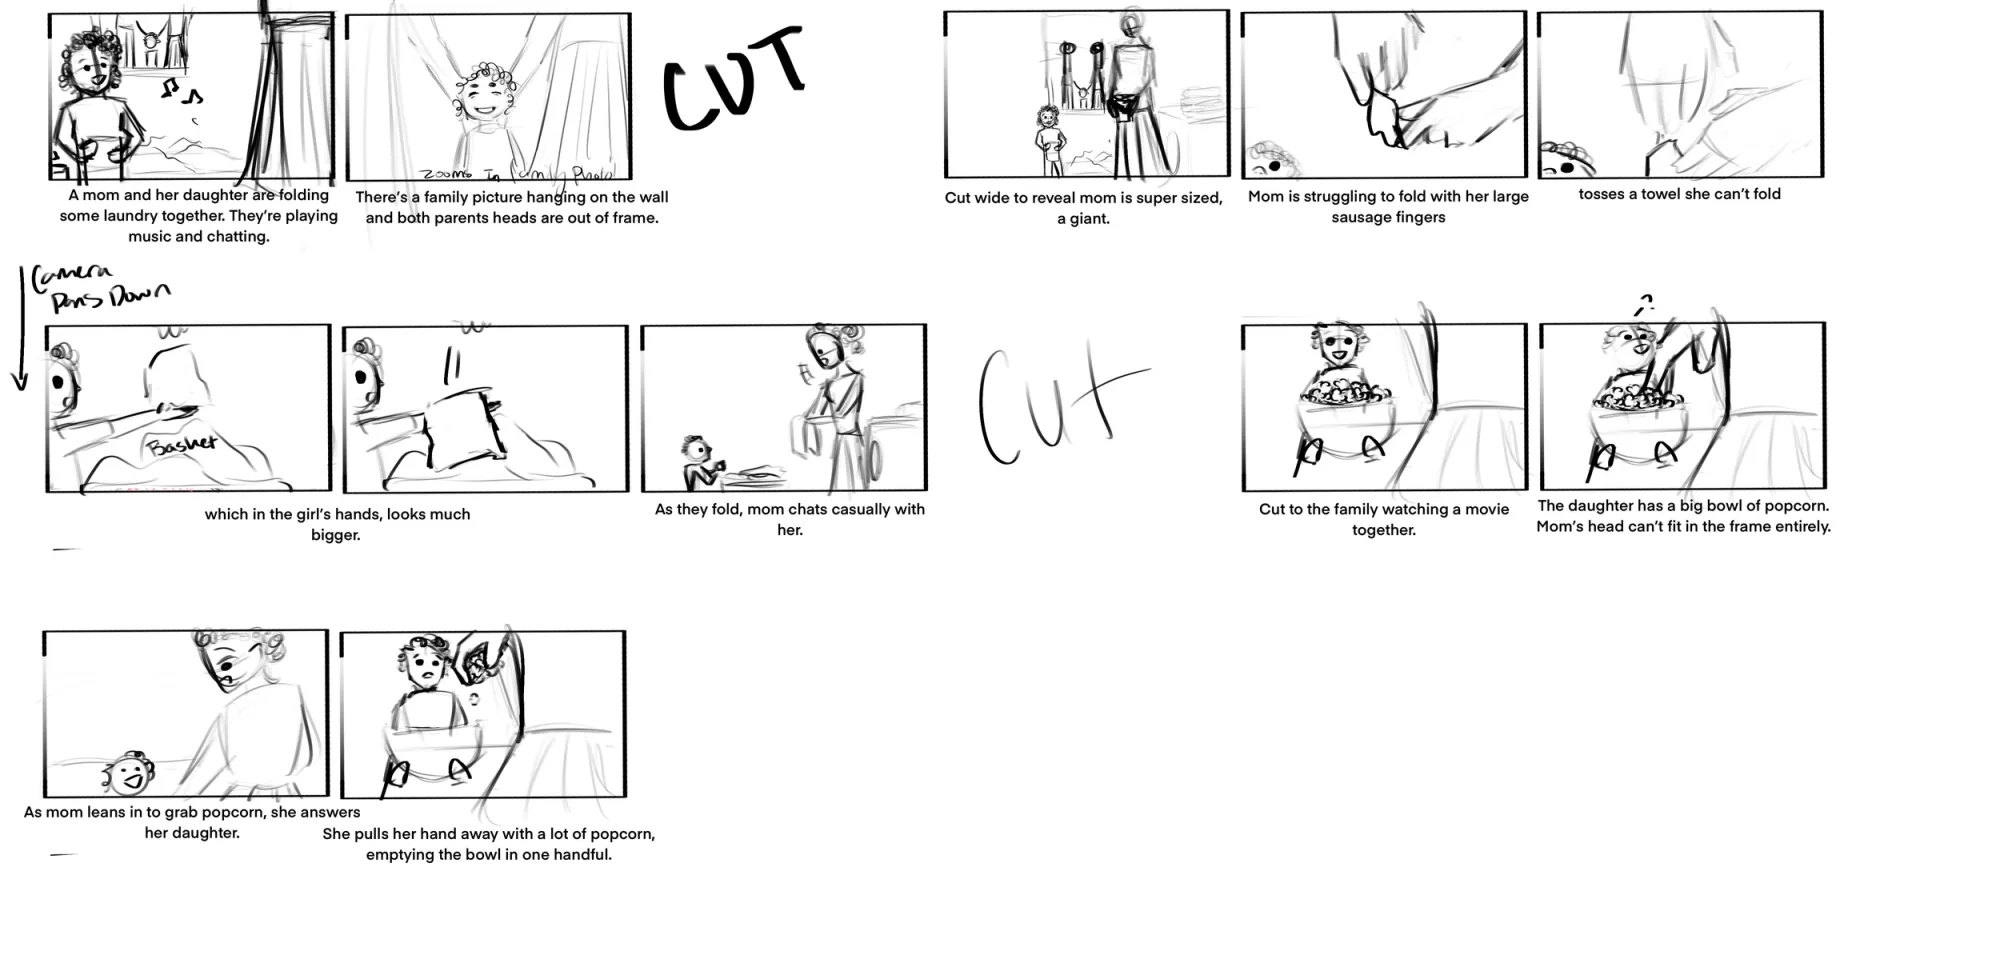 zooms In family Photo
A mom and her daughter are folding
some laundry together. They're playing
music and chatting.
There's a family picture hanging on the wall
and both parents heads are out of frame.
CUT
Cut wide to reveal mom is super sized,
a giant.
Mom is struggling to fold with her large
sausage fingers
tosses a towel she can't fold
Camera
Pans Down
Basket
which in the girl's hands, looks much
bigger.
As they fold, mom chats casually with
her.
Cut
Cut to the family watching a movie
together.
The daughter has a big bowl of popcorn.
Mom's head can't fit in the frame entirely.
As mom leans in to grab popcorn, she answers
her daughter.
She pulls her hand away with a lot of popcorn,
emptying the bowl in one handful.